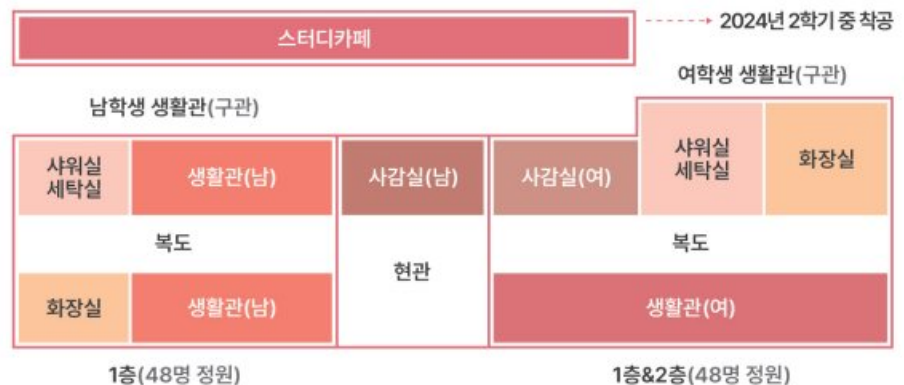 스터디카페
2024년 2학기 중 착공
남학생 생활관(구관)
여학생 생활관(구관)
샤워실
세탁실
생활관(남)
사감실(남)
사감실(여)
샤워실
세탁실
화장실
복도
현관
복도
화장실
생활관(남)
생활관(여)
1층(48명 정원)
1층&2층(48명 정원)